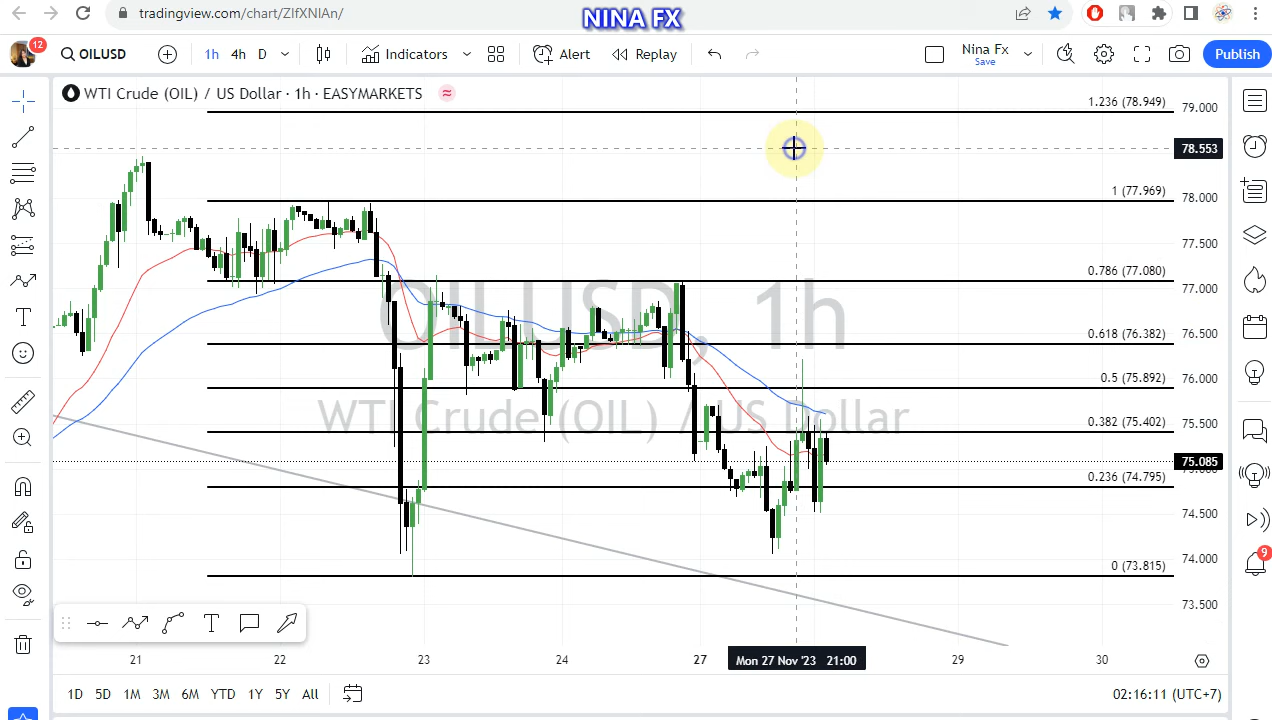 tradingview.com/chart/ZIfXNIAn/
NINA FX
12
OILUSD
1h 4h D
Indicators
Alert
Replay
Nina Fx
Save
Publish
WTI Crude (OIL) / US Dollar · 1h · EASYMARKETS
OILUSD, 1h
WTI Crude (OIL) / US Dollar
1.236 (78.949)
1 (77.969)
0.786 (77.080)
0.618 (76.382)
0.5 (75.892)
0.382 (75.402)
0.236 (74.795)
0 (73.815)
79.000
78.553
78.000
77.500
77.000
76.500
76.000
75.500
75.085
75.000
74.500
74.000
73.500
9
21 22 23 24 27 Mon 27 Nov '23 21:00 29 30
1D 5D 1M 3M 6M YTD 1Y 5Y All
02:16:11 (UTC+7)